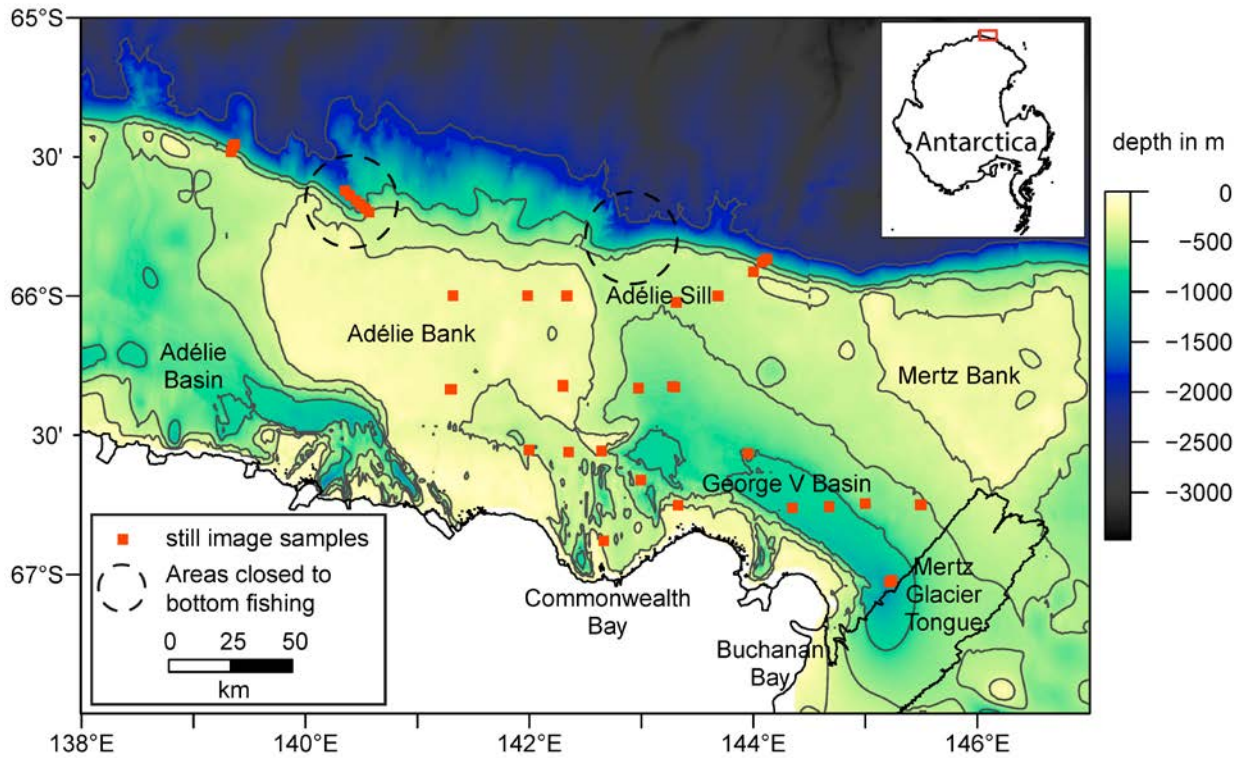 65°S
30'
66°S
30'
67°S
138°E
140°E
142°E
144°E
146°E
Antarctica
depth in m
0
−500
−1000
−1500
−2000
−2500
−3000
Adélie Sill
Adélie Bank
Adélie
Basin
Mertz Bank
George V Basin
Mertz
Glacier
Tongue
Commonwealth
Bay
Buchanan
Bay
still image samples
Areas closed to
bottom fishing
0 25 50
km